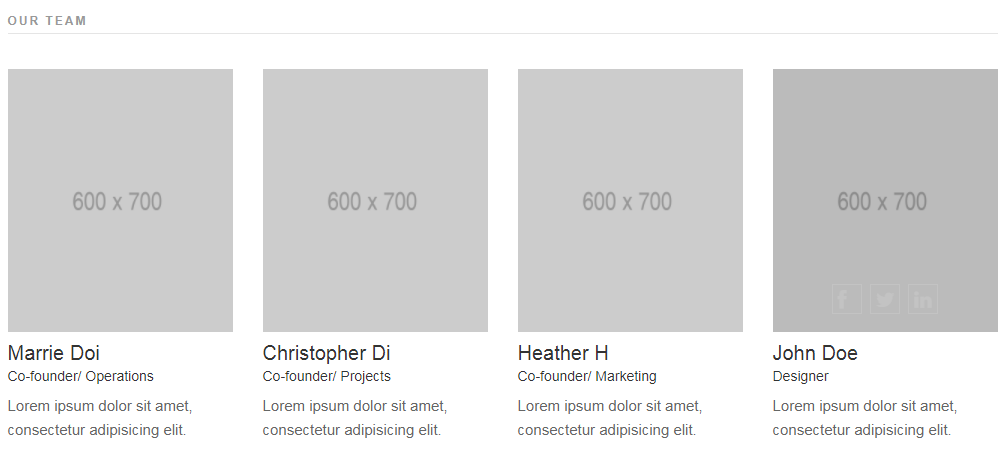 OUR TEAM
600 x 700
600 x 700
600 x 700
600 x 700
Marrie Doi
Co-founder/ Operations
Lorem ipsum dolor sit amet,
consectetur adipisicing elit.
Christopher Di
Co-founder/ Projects
Lorem ipsum dolor sit amet,
consectetur adipisicing elit.
Heather H
Co-founder/ Marketing
Lorem ipsum dolor sit amet,
consectetur adipisicing elit.
John Doe
Designer
Lorem ipsum dolor sit amet,
consectetur adipisicing elit.